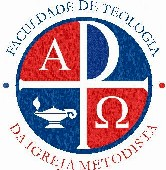 FACULDADE DE TEOLOGIA
Α Ω
DA IGREJA METODISTA